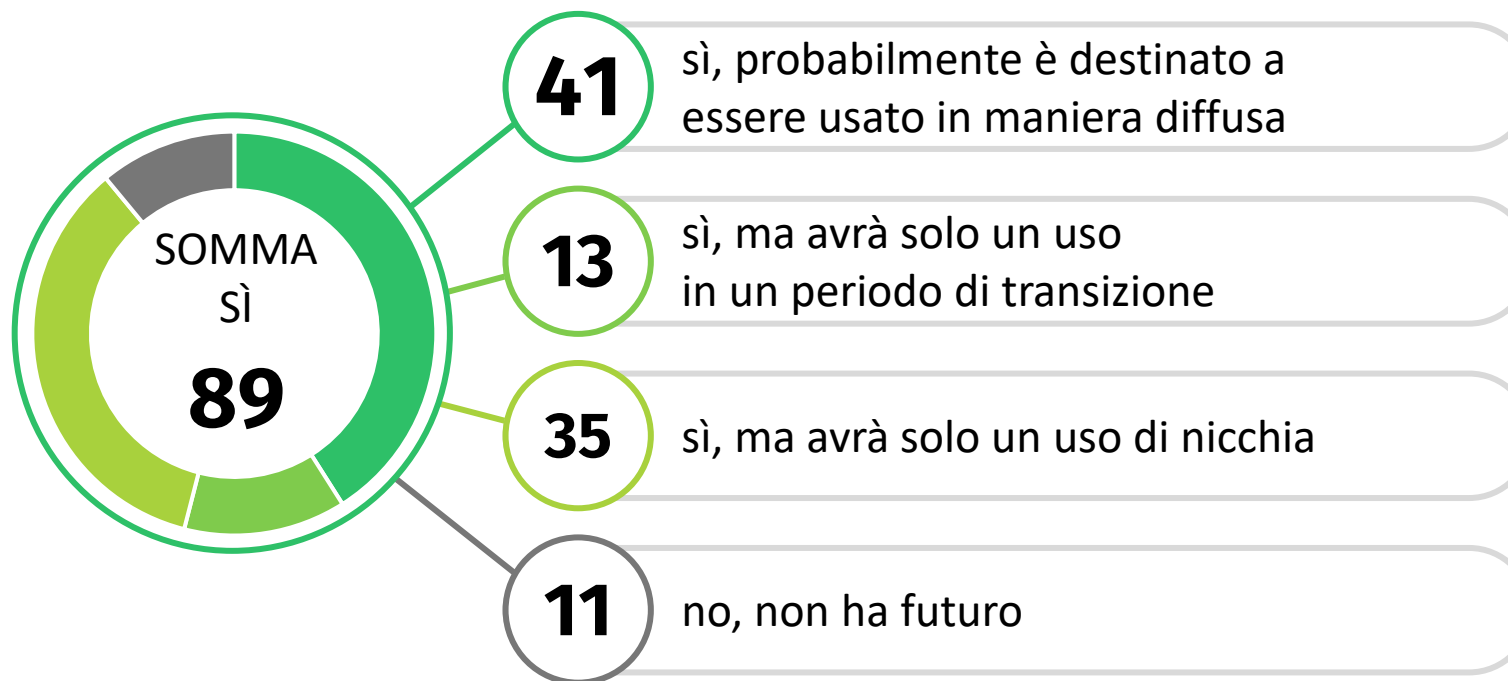 SOMMA
SÌ
89
41
sì, probabilmente è destinato a
essere usato in maniera diffusa
13
sì, ma avrà solo un uso
in un periodo di transizione
35
sì, ma avrà solo un uso di nicchia
11
no, non ha futuro